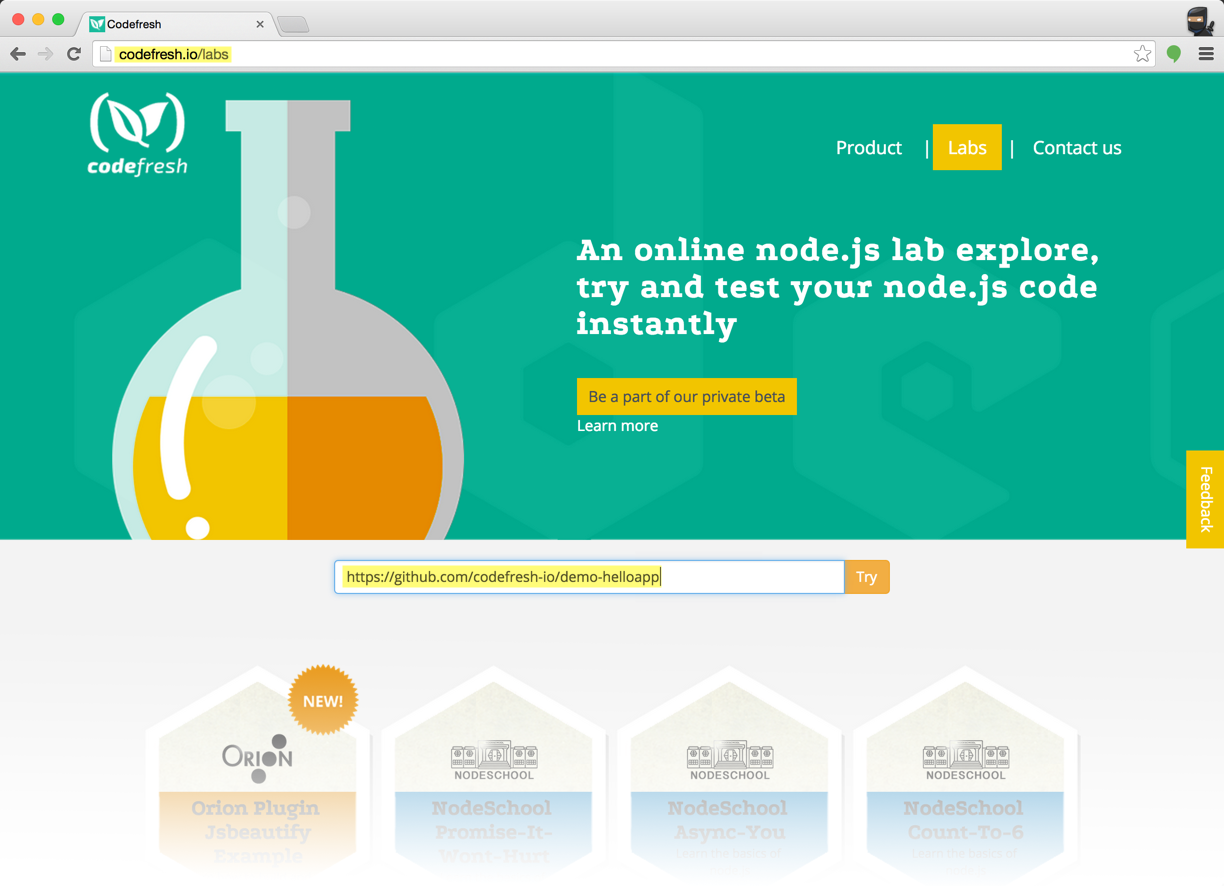 Codefresh
codefresh.io/labs
codefresh
Product | Labs | Contact us
An online node.js lab explore,
try and test your node.js code
instantly
Be a part of our private beta
Learn more
Feedback
https://github.com/codefresh-io/demo-helloapp
Try
NEW!
ORION
Orion Plugin
Jsbeautify
Example
NODESCHOOL
NodeSchool
Promise-It-
Wont-Hurt
NODESCHOOL
NodeSchool
Async-You
Learn the basics of
NODESCHOOL
NodeSchool
Count-To-6
Learn the basics of